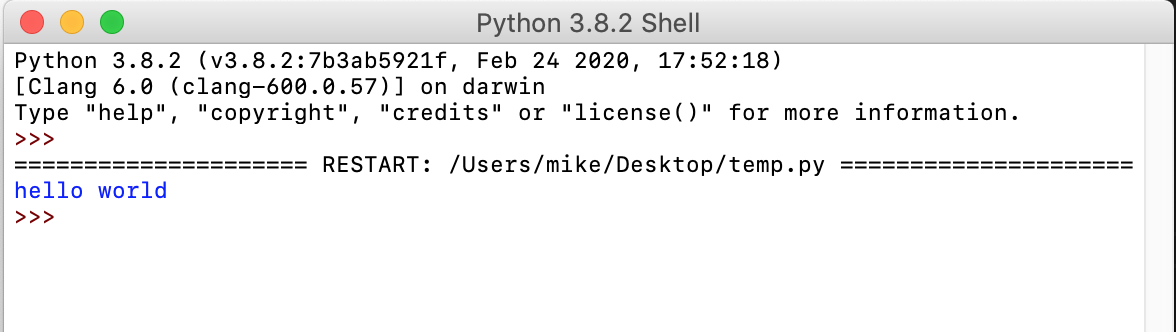 Python 3.8.2 Shell
Python 3.8.2 (v3.8.2:7b3ab5921f, Feb 24 2020, 17:52:18)
[Clang 6.0 (clang-600.0.57)] on darwin
Type "help", "copyright", "credits" or "license()" for more information.
>>>
===================== RESTART: /Users/mike/Desktop/temp.py =====================
hello world
>>>